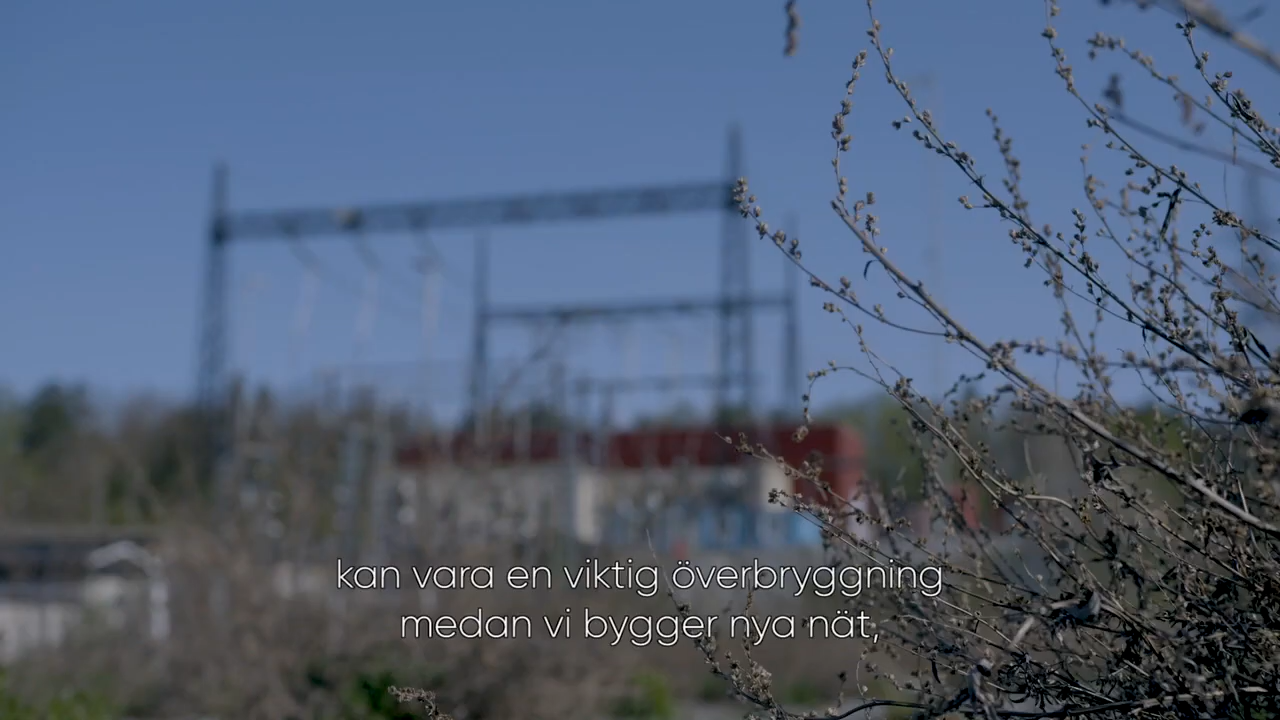 kan vara en viktig överbryggning
medan vi bygger nya nät,